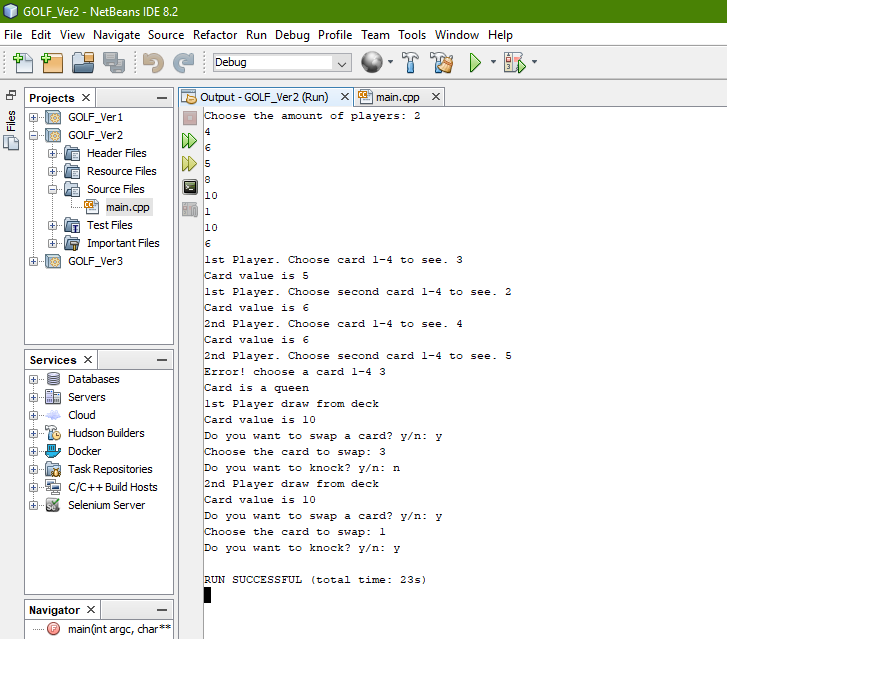 GOLF_Ver2 - NetBeans IDE 8.2
File Edit View Navigate Source Refactor Run Debug Profile Team Tools Window Help
Debug
Files
Projects
GOLF_Ver1
GOLF_Ver2
Header Files
Resource Files
Source Files
main.cpp
Test Files
Important Files
GOLF_Ver3
Services
Databases
Servers
Cloud
Hudson Builders
Docker
Task Repositories
C/C++ Build Hosts
Selenium Server
Navigator
main(int argc, char**
Output - GOLF_Ver2 (Run) main.cpp
Choose the amount of players: 2
4
6
5
8
10
1
10
6
1st Player. Choose card 1-4 to see. 3
Card value is 5
1st Player. Choose second card 1-4 to see. 2
Card value is 6
2nd Player. Choose card 1-4 to see. 4
Card value is 6
2nd Player. Choose second card 1-4 to see. 5
Error! choose a card 1-4 3
Card is a queen
1st Player draw from deck
Card value is 10
Do you want to swap a card? y/n: y
Choose the card to swap: 3
Do you want to knock? y/n: n
2nd Player draw from deck
Card value is 10
Do you want to swap a card? y/n: y
Choose the card to swap: 1
Do you want to knock? y/n: y
RUN SUCCESSFUL (total time: 23s)